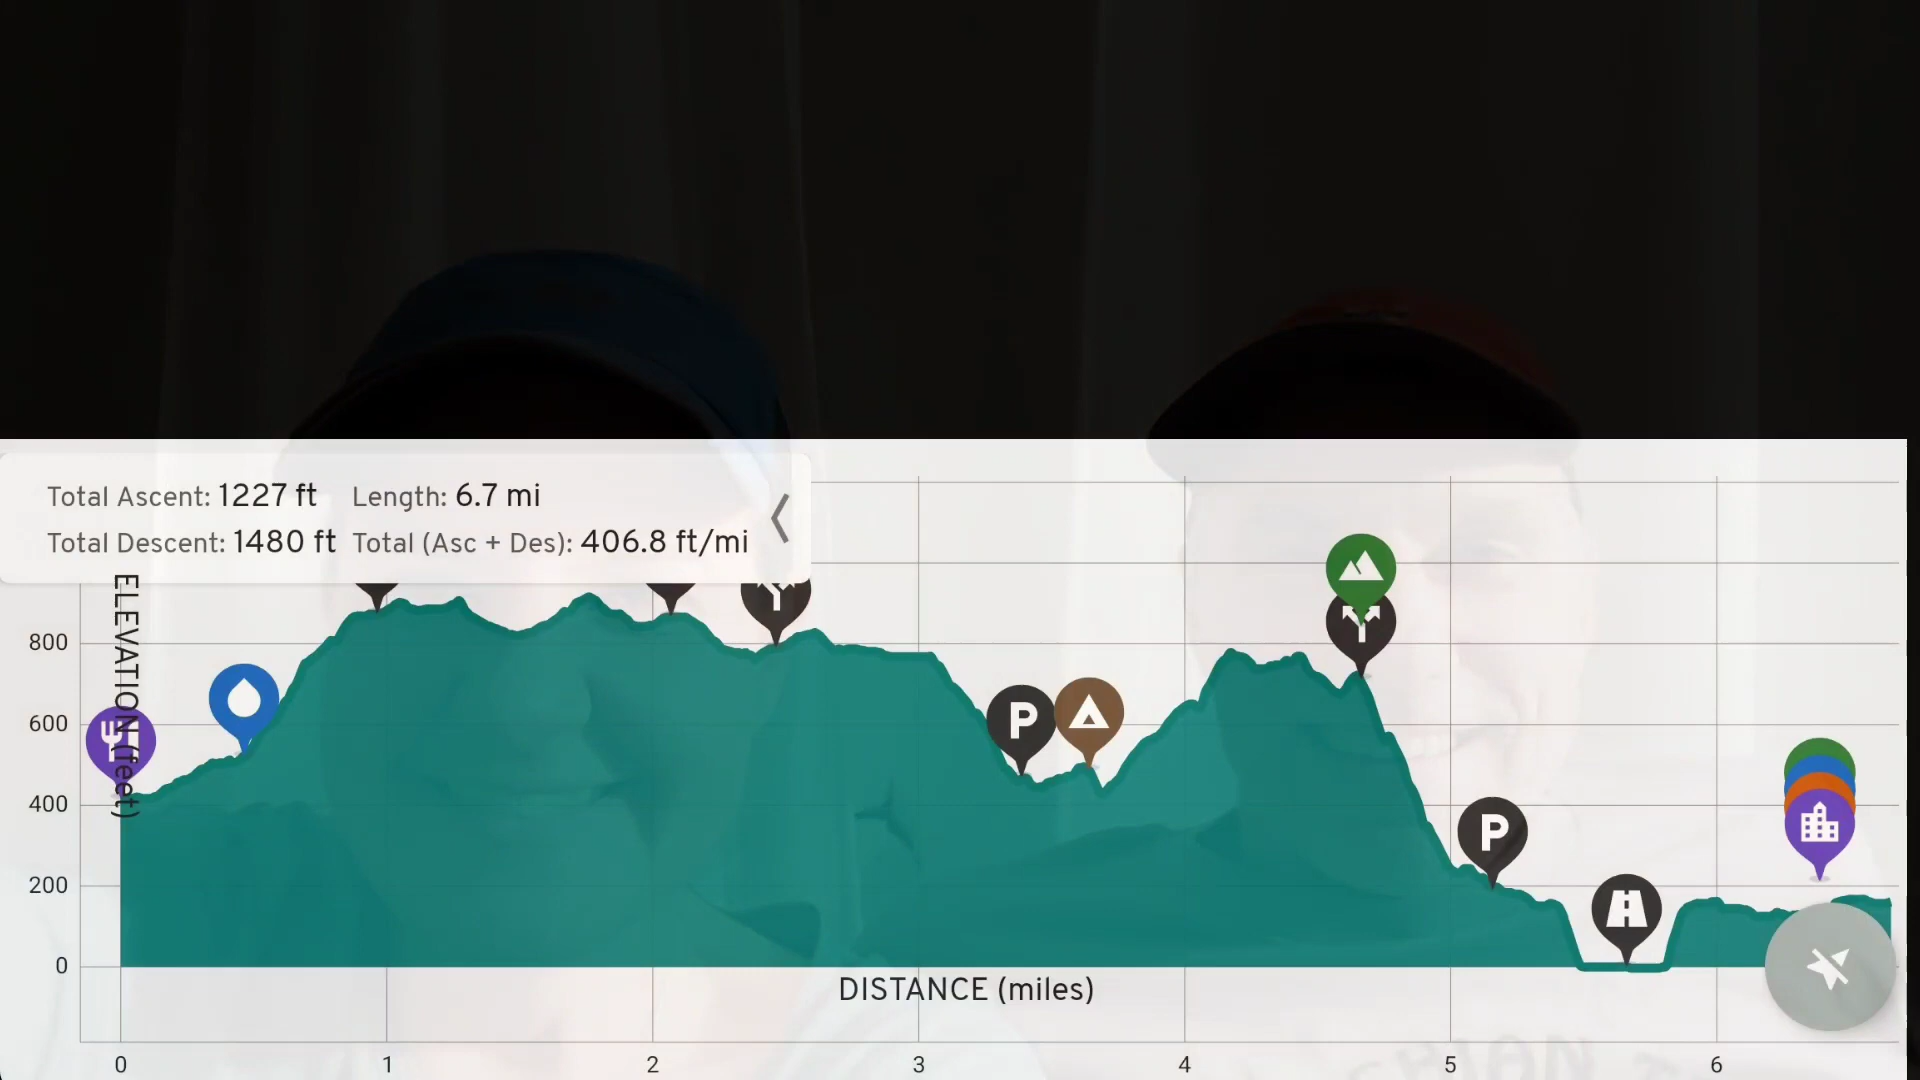 Total Ascent: 1227 ft Length: 6.7 mi
Total Descent: 1480 ft Total (Asc + Des): 406.8 ft/mi
ELEVATION (feet)
800
600
400
200
0
P
P
DISTANCE (miles)
0 1 2 3 4 5 6